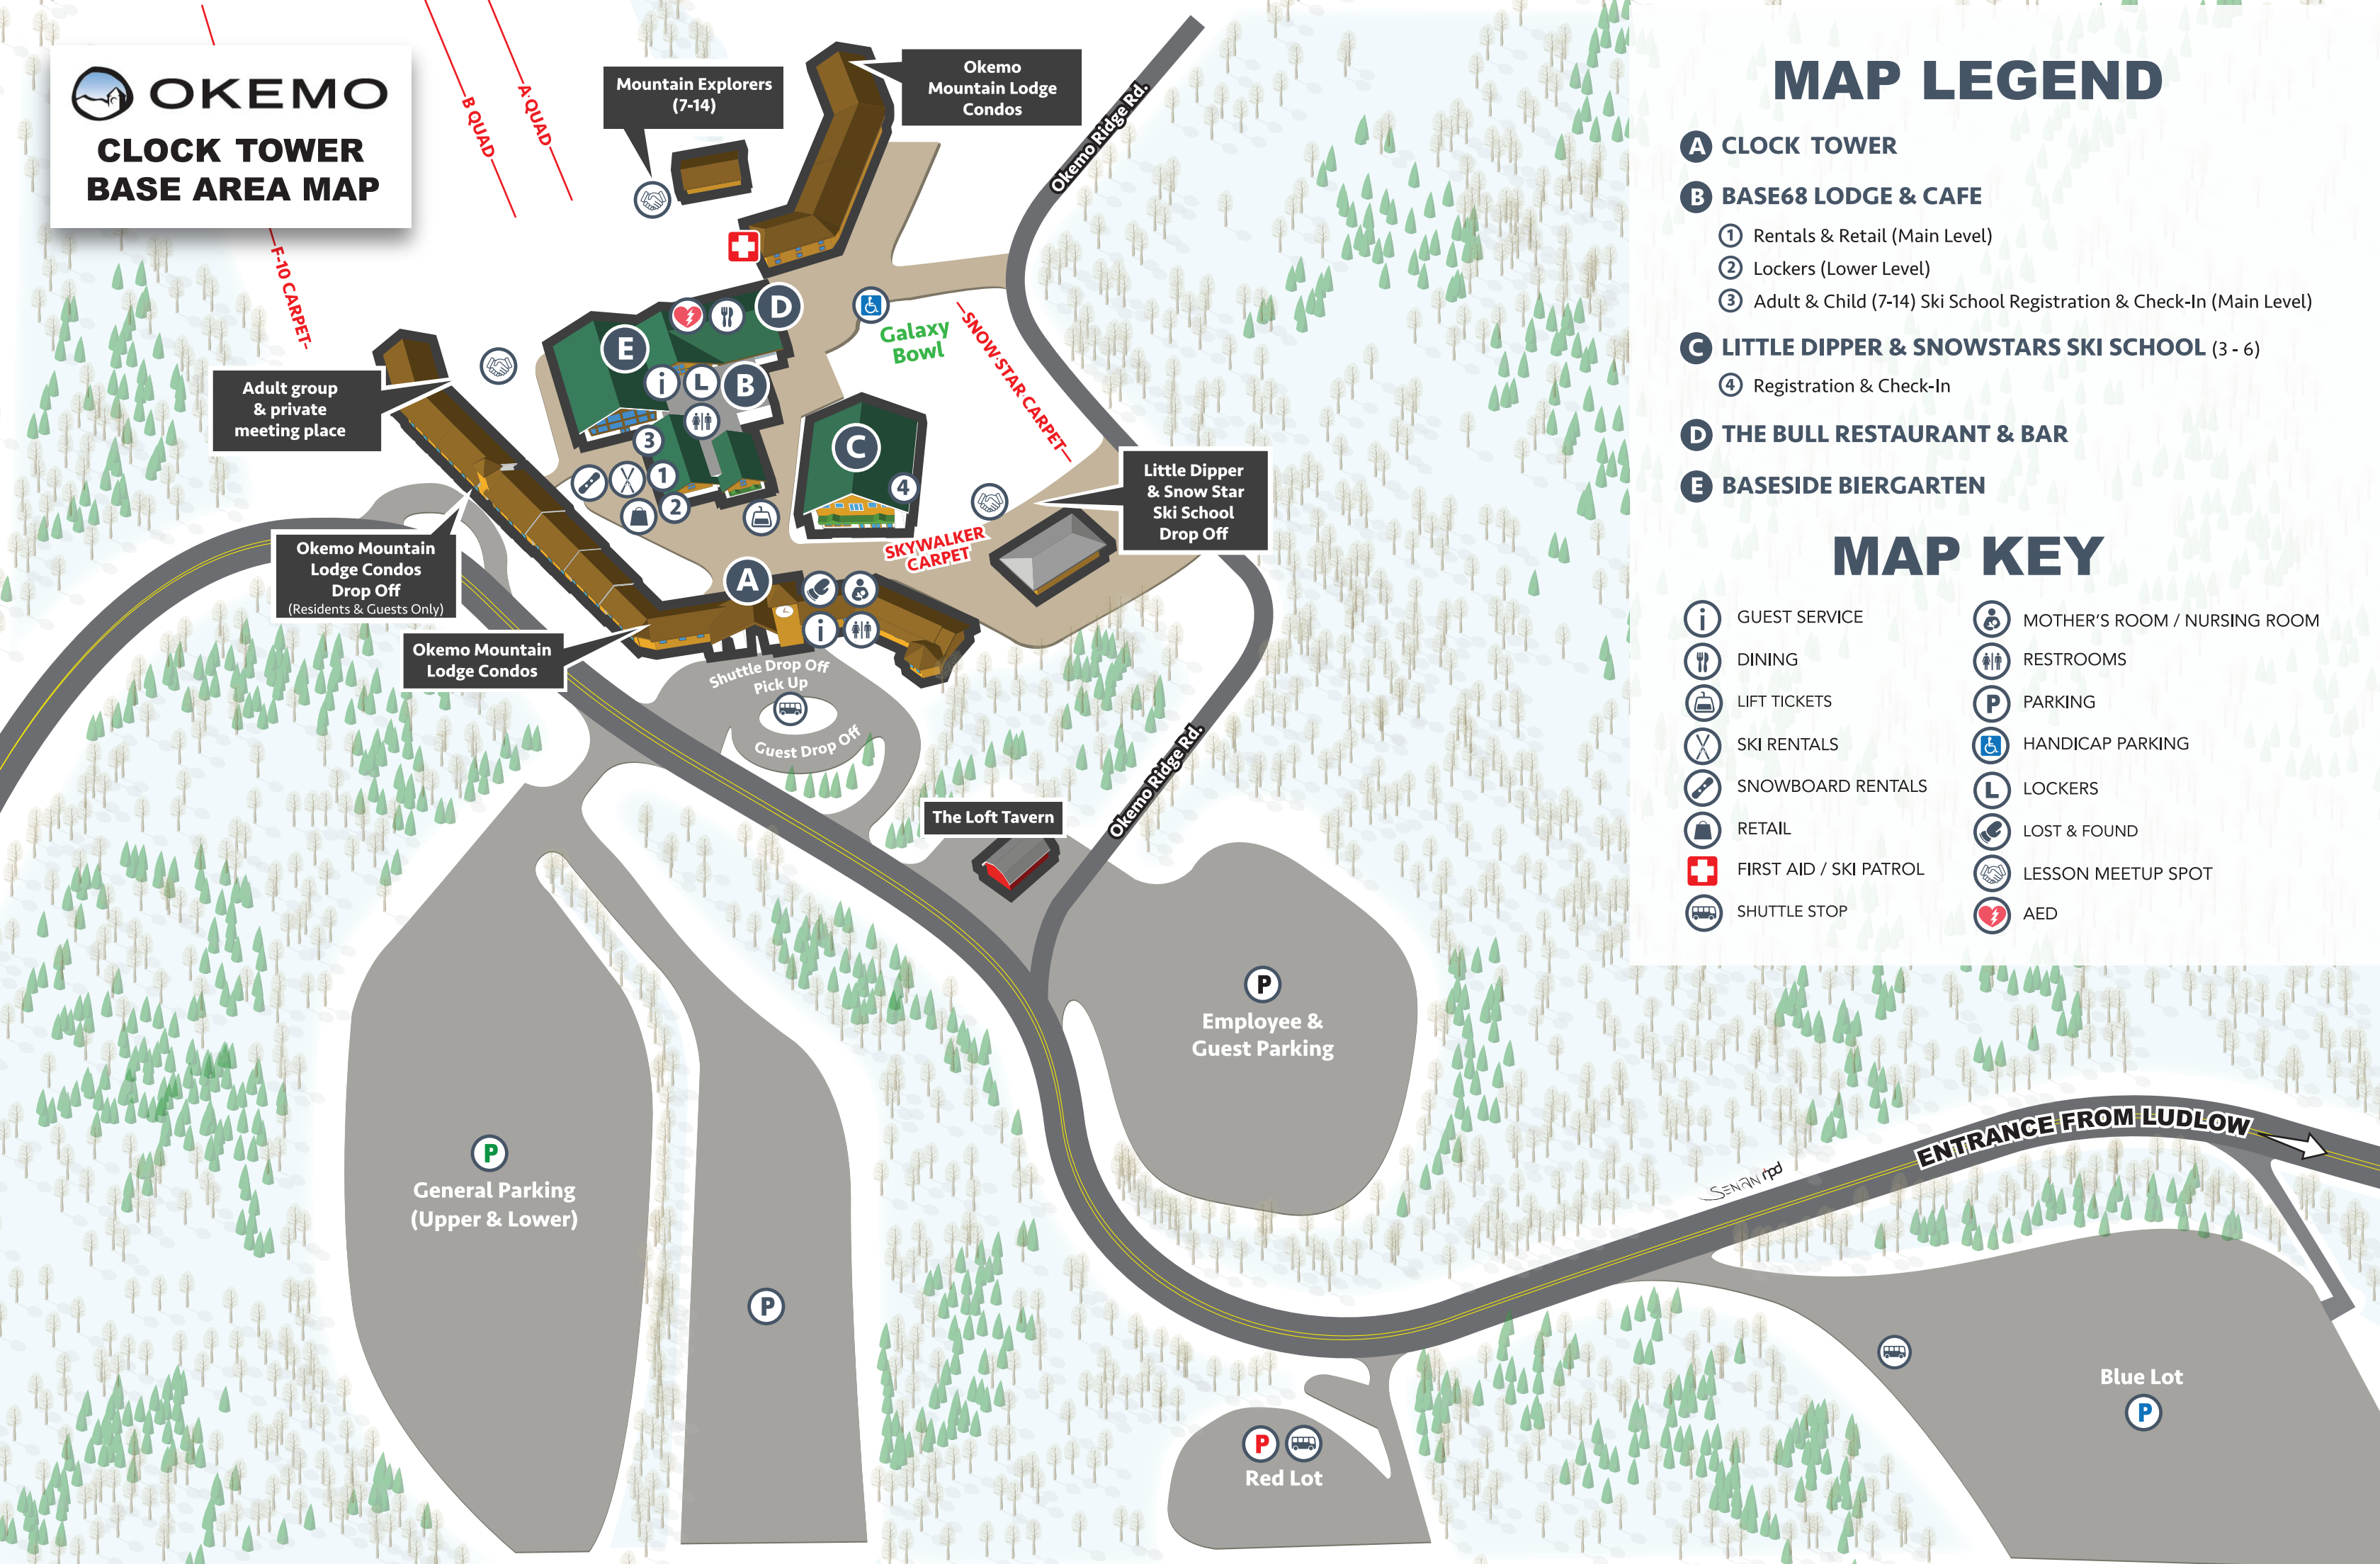 OKEMO
CLOCK TOWER
BASE AREA MAP
B QUAD
A QUAD
F-10 CARPET
Mountain Explorers
(7-14)
Okemo
Mountain Lodge
Condos
Okemo Ridge Rd.
D
E
Galaxy
Bowl
SNOW STAR CARPET
i
L
B
Adult group
& private
meeting place
3
C
1
4
2
Little Dipper
& Snow Star
Ski School
Drop Off
SKYWALKER
CARPET
Okemo Mountain
Lodge Condos
Drop Off
(Residents & Guests Only)
A
i
Okemo Mountain
Lodge Condos
Shuttle Drop Off
Pick Up
Guest Drop Off
The Loft Tavern
Okemo Ridge Rd.
P
Employee &
Guest Parking
P
General Parking
(Upper & Lower)
P
P
Red Lot
Blue Lot
P
ENTRANCE FROM LUDLOW
SENAN rpd
MAP LEGEND
A CLOCK TOWER
B BASE68 LODGE & CAFE
1 Rentals & Retail (Main Level)
2 Lockers (Lower Level)
3 Adult & Child (7-14) Ski School Registration & Check-In (Main Level)
C LITTLE DIPPER & SNOWSTARS SKI SCHOOL (3 - 6)
4 Registration & Check-In
D THE BULL RESTAURANT & BAR
E BASESIDE BIERGARTEN
MAP KEY
i GUEST SERVICE
DINING
LIFT TICKETS
SKI RENTALS
SNOWBOARD RENTALS
RETAIL
FIRST AID / SKI PATROL
SHUTTLE STOP
MOTHER'S ROOM / NURSING ROOM
RESTROOMS
P PARKING
HANDICAP PARKING
L LOCKERS
LOST & FOUND
LESSON MEETUP SPOT
AED